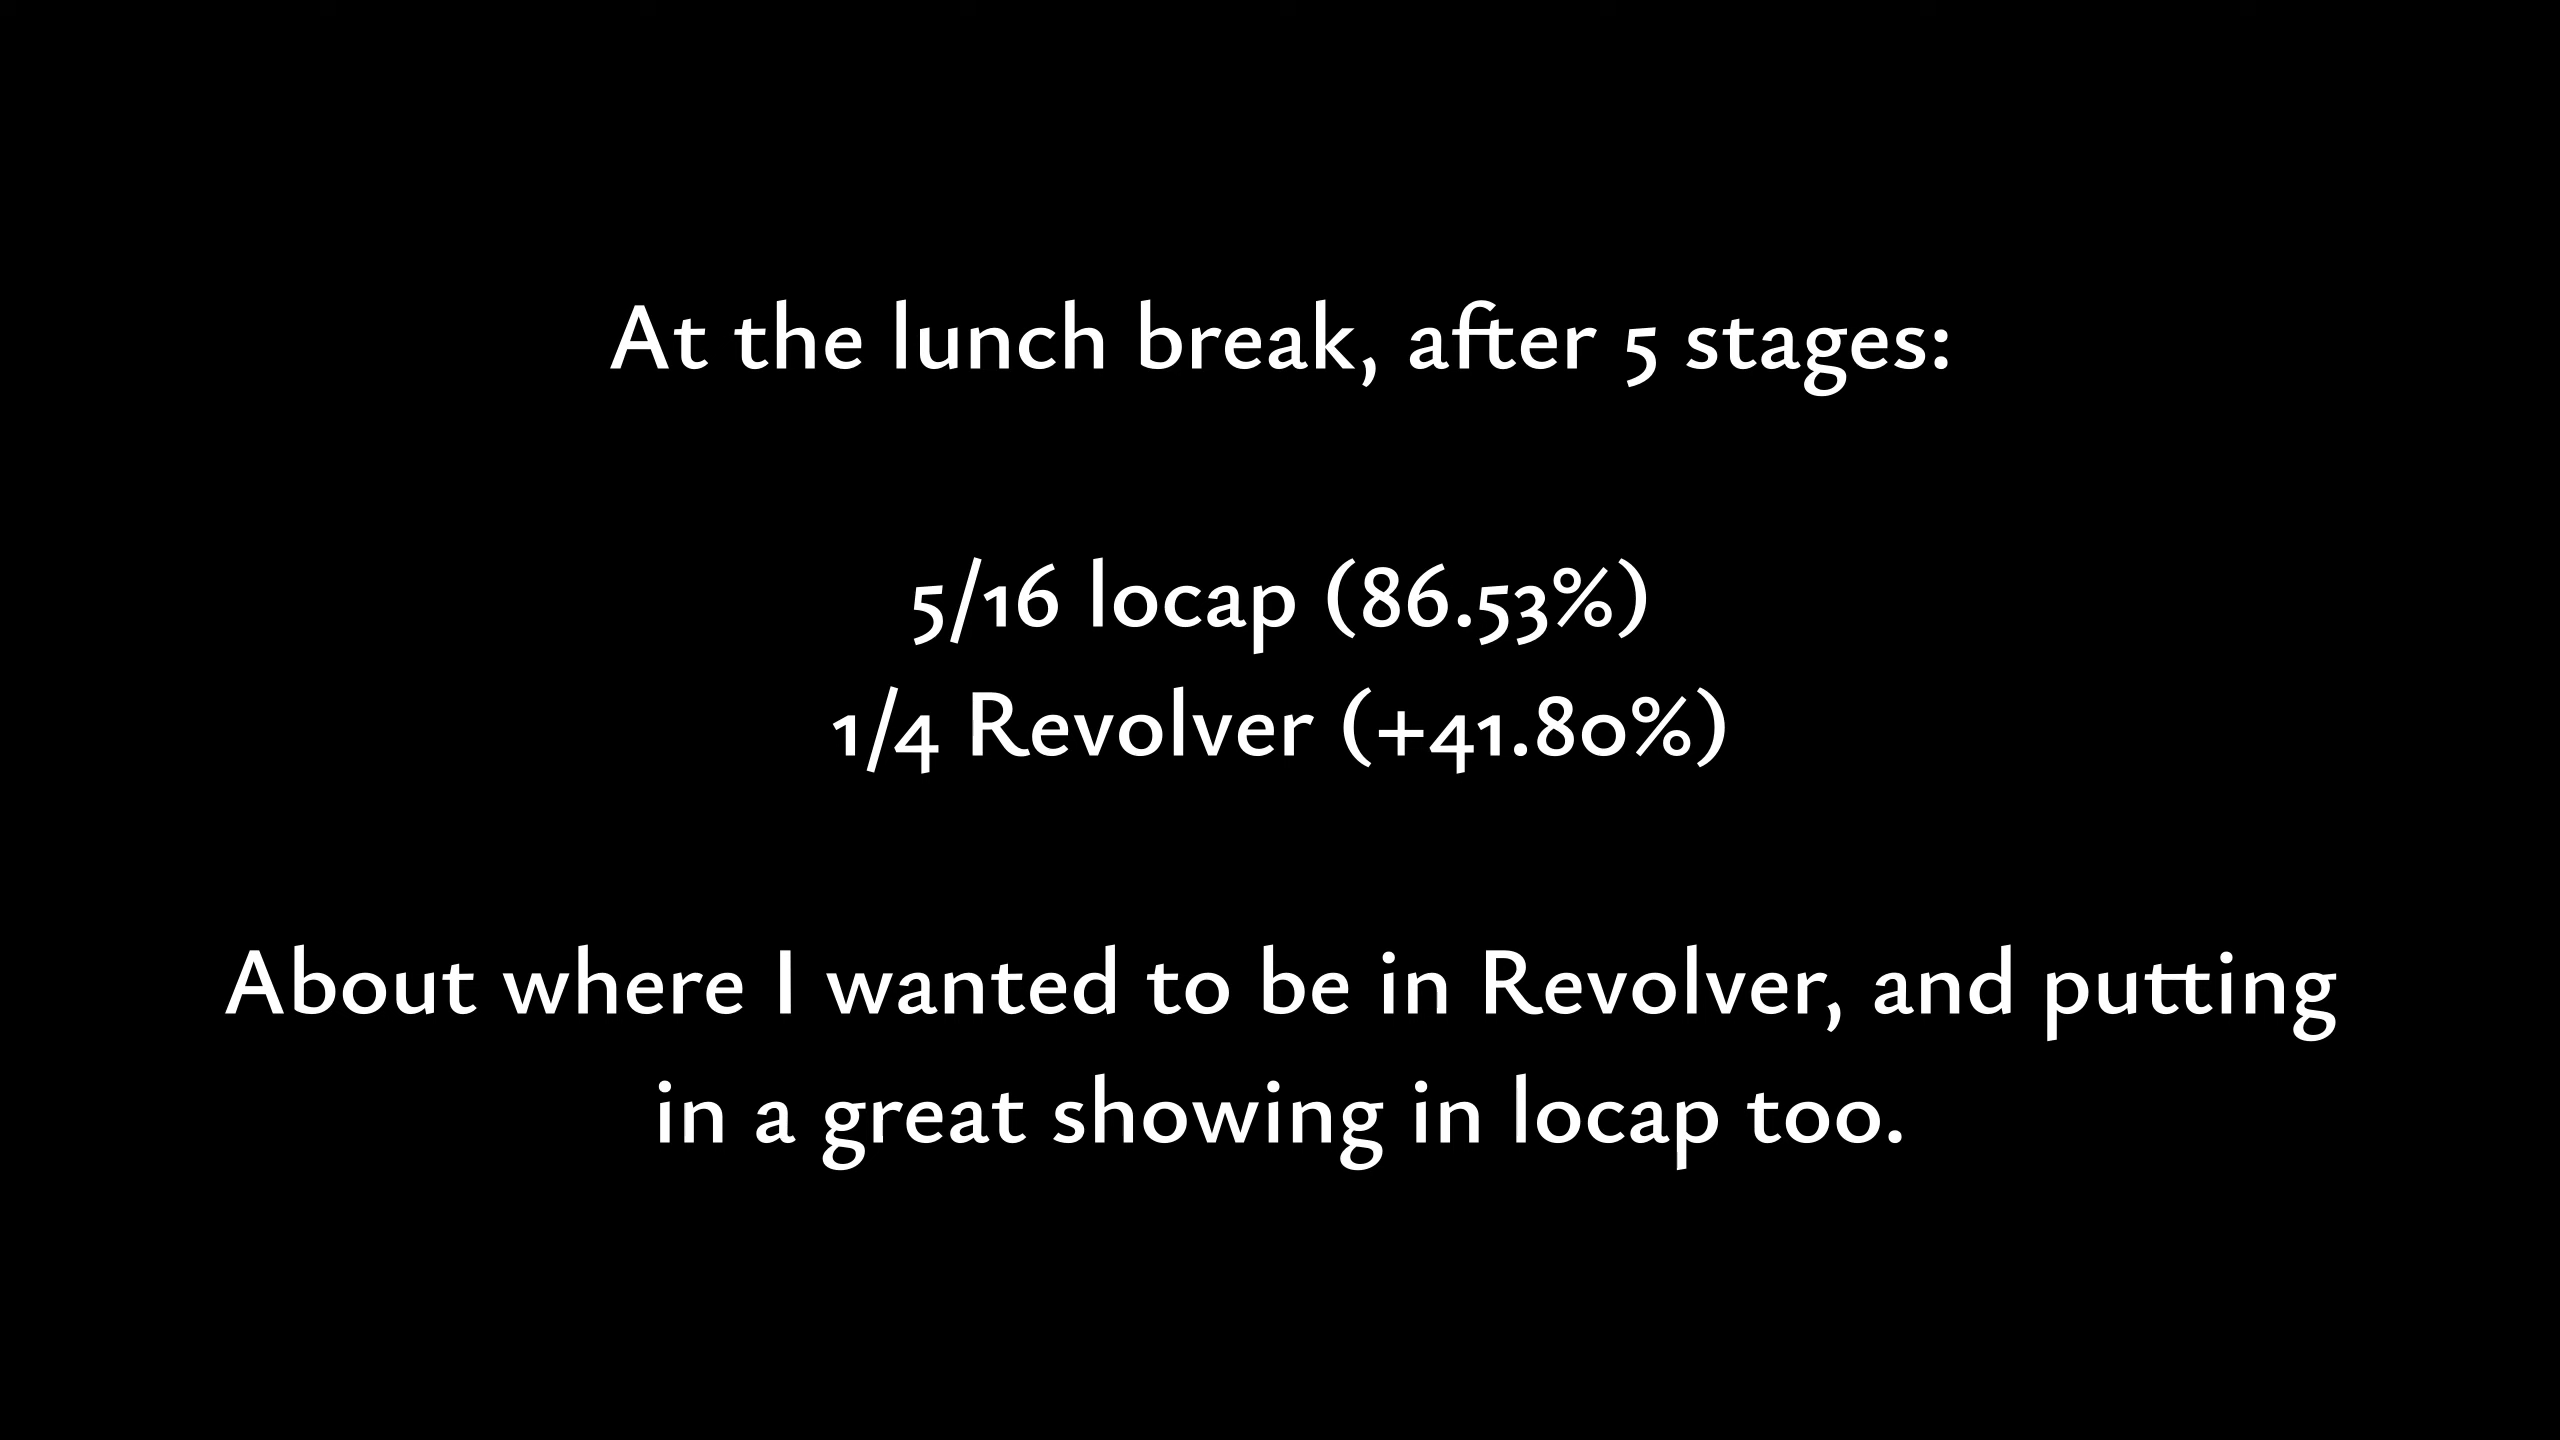 At the lunch break, after 5 stages:
5/16 locap (86.53%)
1/4 Revolver (+41.80%)
About where I wanted to be in Revolver, and putting
in a great showing in locap too.